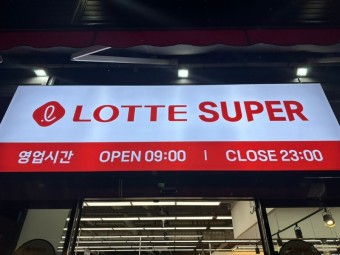 LOTTE SUPER
영업시간 OPEN 09:00 | CLOSE 23:00